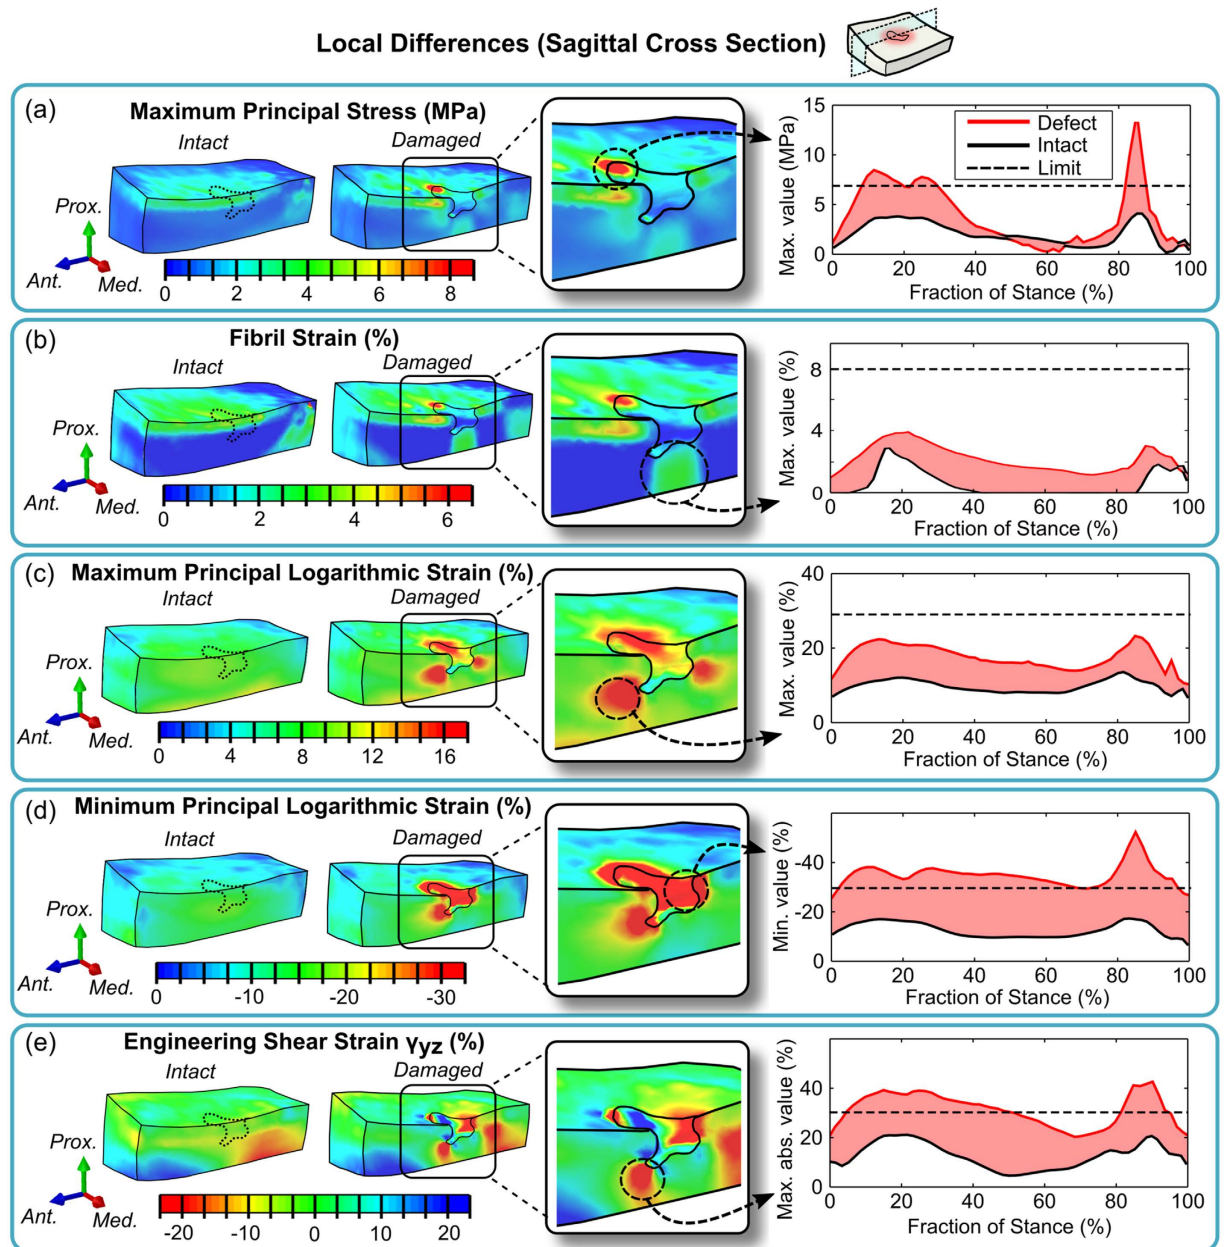 Local Differences (Sagittal Cross Section)
(a) Maximum Principal Stress (MPa)
Intact Damaged
Prox.
Ant. Med.
0 2 4 6 8
Max. value (MPa)
15
10
5
0
Defect
Intact
Limit
0 20 40 60 80 100
Fraction of Stance (%)
(b) Fibril Strain (%)
Intact Damaged
Prox.
Ant. Med.
0 2 4 6
Max. value (%)
8
4
0
0 20 40 60 80 100
Fraction of Stance (%)
(c) Maximum Principal Logarithmic Strain (%)
Intact Damaged
Prox.
Ant. Med.
0 4 8 12 16
Max. value (%)
40
20
0
0 20 40 60 80 100
Fraction of Stance (%)
(d) Minimum Principal Logarithmic Strain (%)
Intact Damaged
Prox.
Ant. Med.
0 -10 -20 -30
Min. value (%)
-40
-20
0
0 20 40 60 80 100
Fraction of Stance (%)
(e) Engineering Shear Strain γyz (%)
Intact Damaged
Prox.
Ant. Med.
-20 -10 0 10 20
Max. abs. value (%)
40
20
0
0 20 40 60 80 100
Fraction of Stance (%)